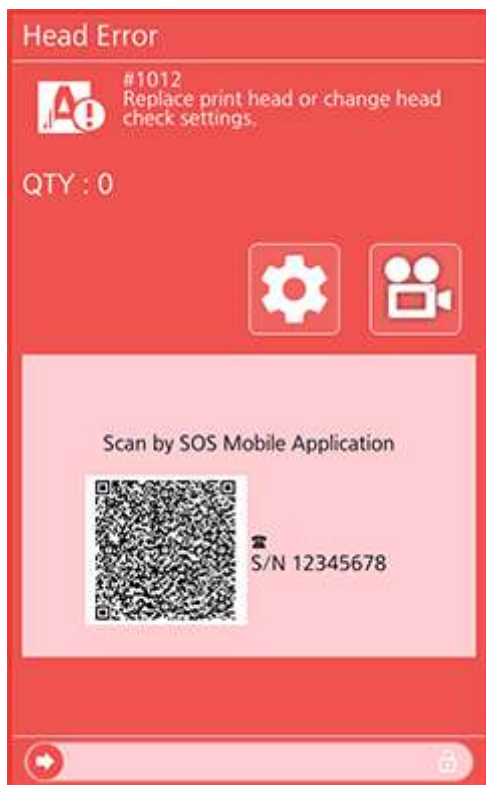 Head Error
#1012
Replace print head or change head
check settings.
QTY : 0
Scan by SOS Mobile Application
☎
S/N 12345678